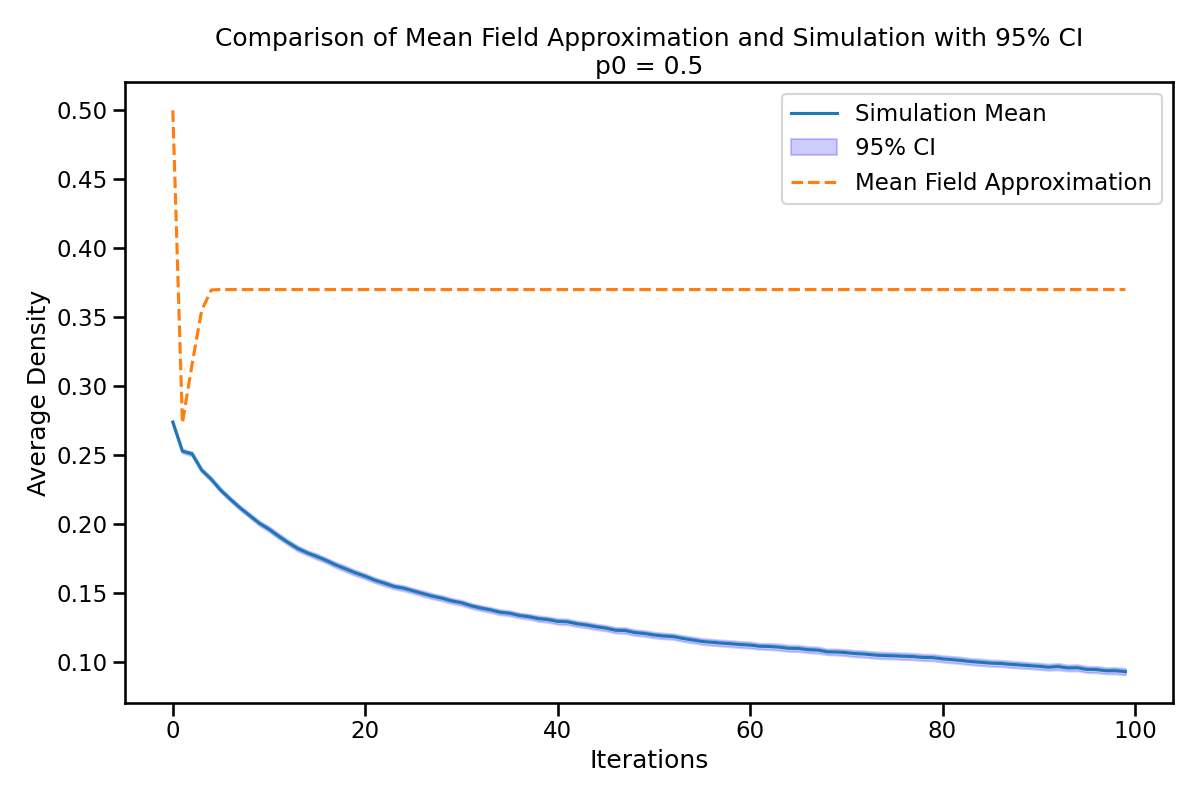 Comparison of Mean Field Approximation and Simulation with 95% CI
p0 = 0.5
Simulation Mean
95% CI
Mean Field Approximation
Average Density
0.50
0.45
0.40
0.35
0.30
0.25
0.20
0.15
0.10
0 20 40 60 80 100
Iterations